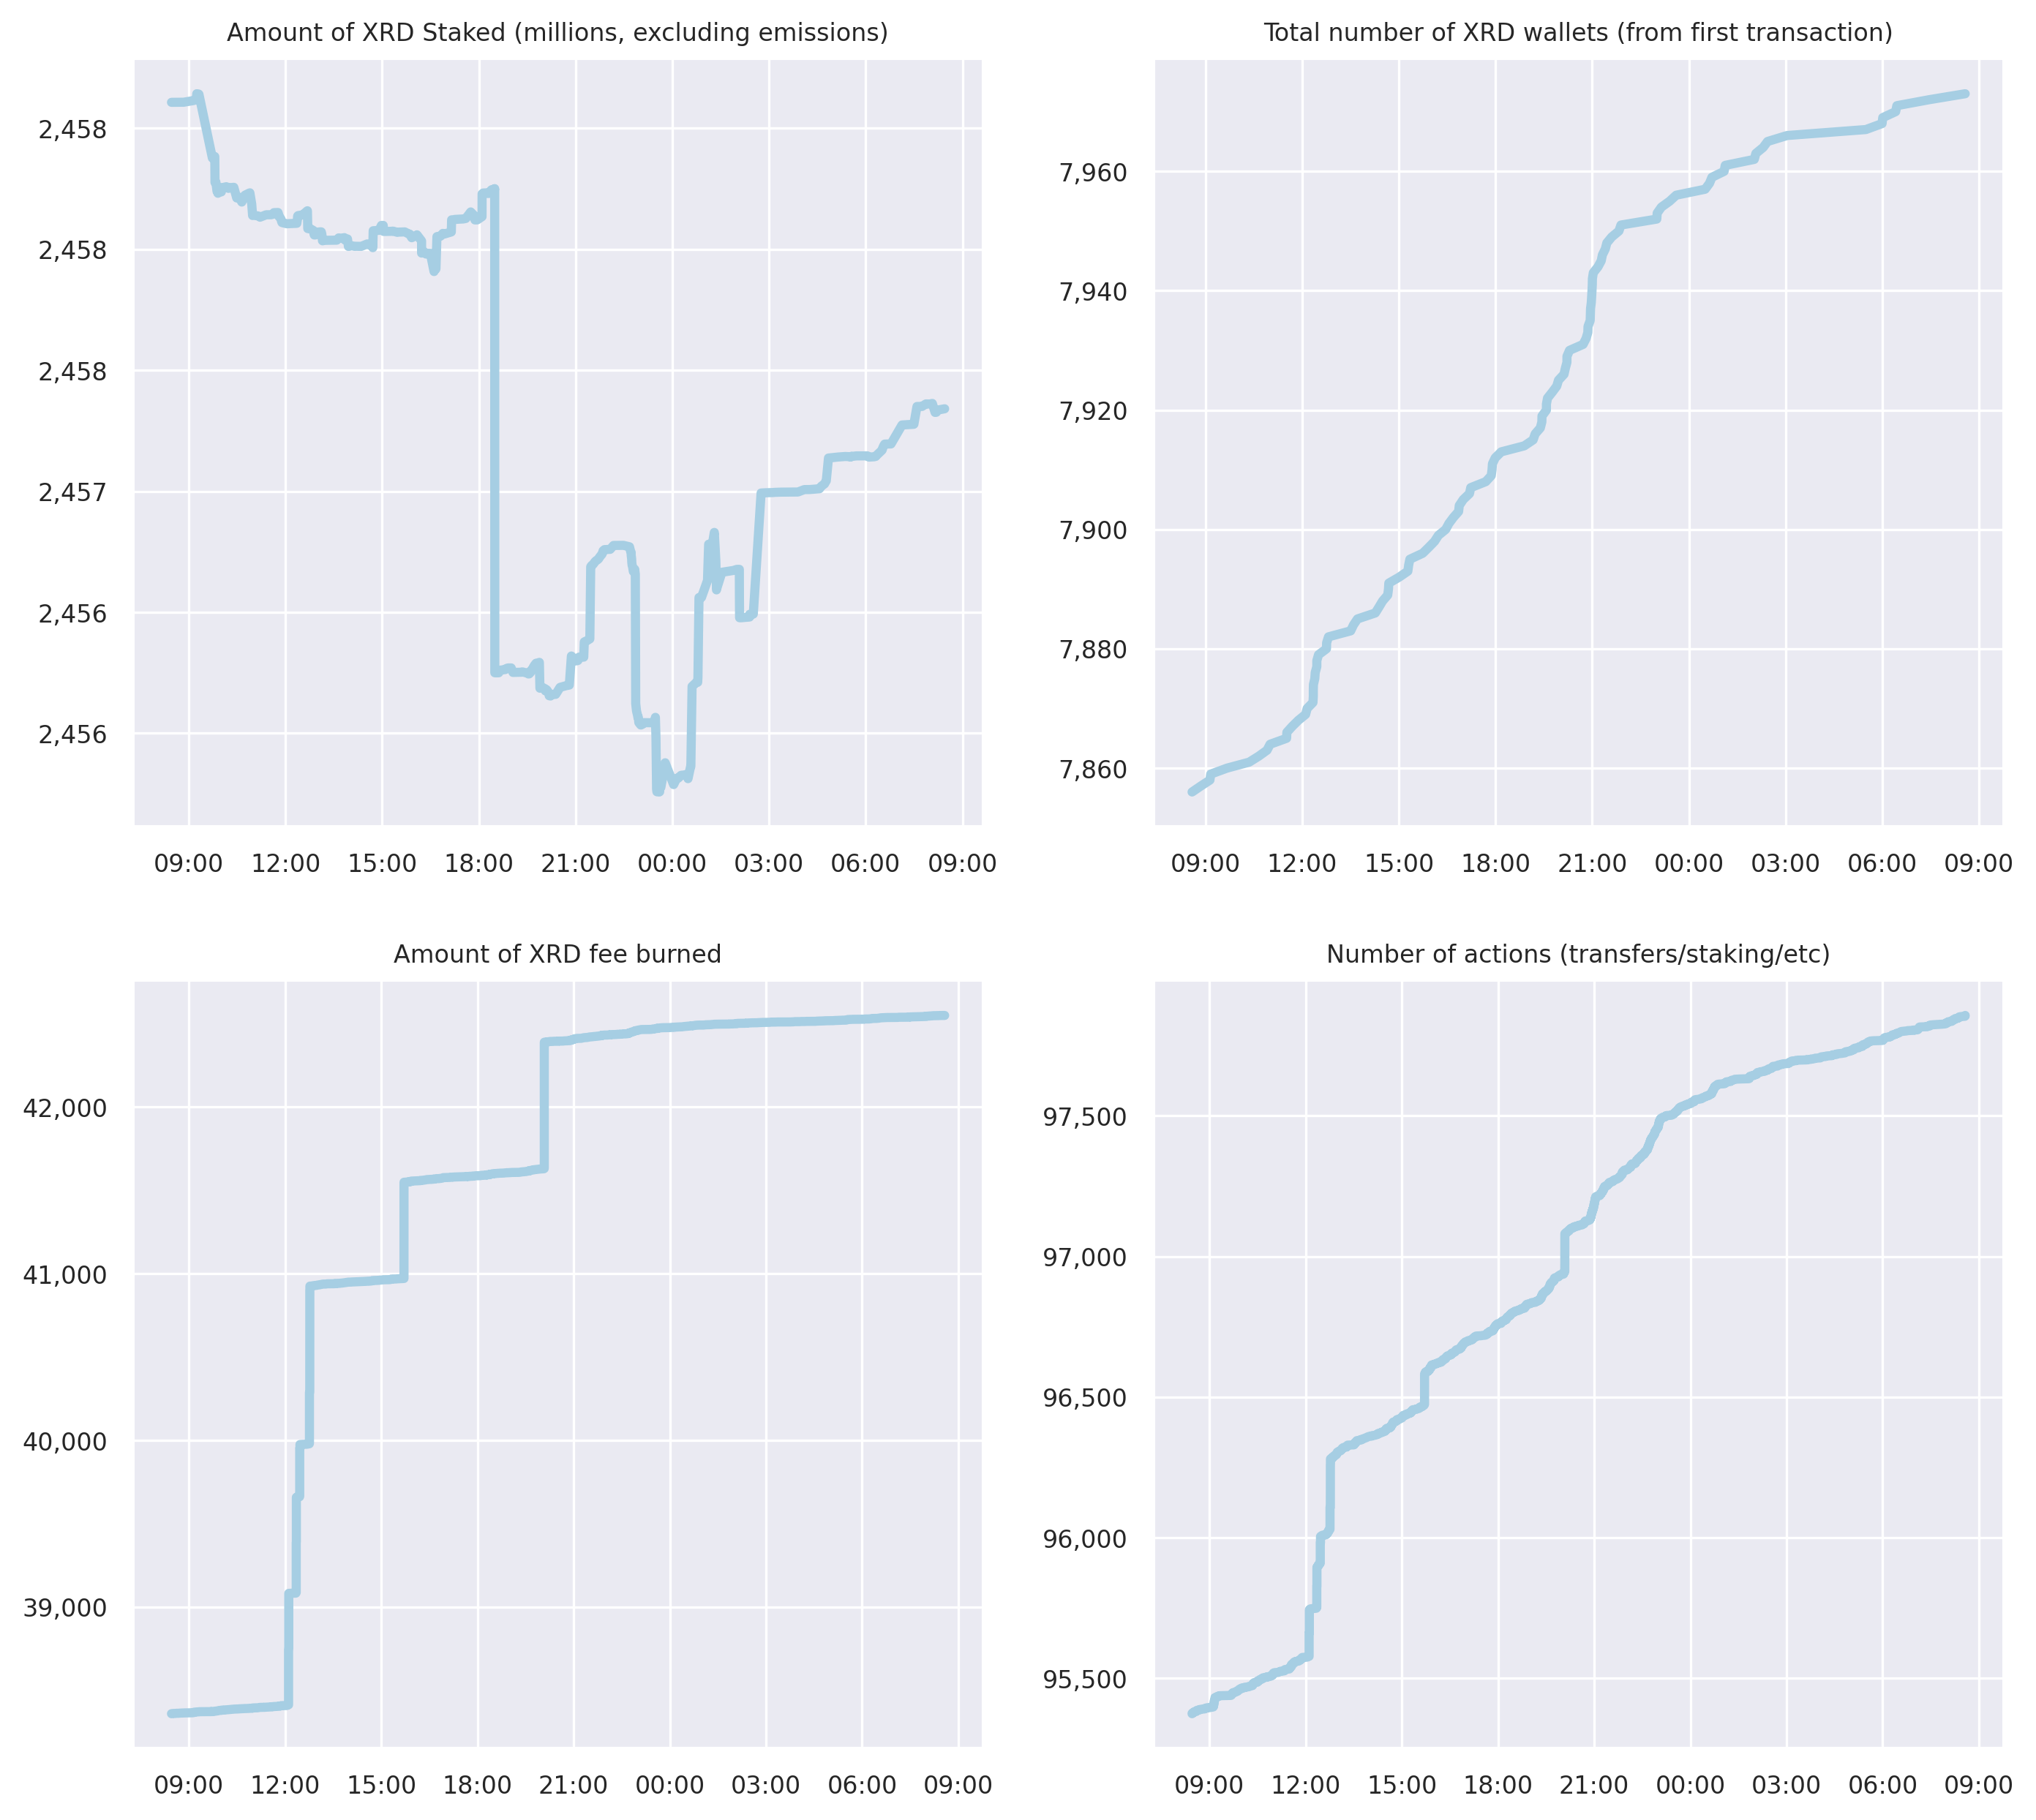 Amount of XRD Staked (millions, excluding emissions)
2,458
2,458
2,458
2,457
2,456
2,456
09:00 12:00 15:00 18:00 21:00 00:00 03:00 06:00 09:00
Total number of XRD wallets (from first transaction)
7,960
7,940
7,920
7,900
7,880
7,860
09:00 12:00 15:00 18:00 21:00 00:00 03:00 06:00 09:00
Amount of XRD fee burned
42,000
41,000
40,000
39,000
09:00 12:00 15:00 18:00 21:00 00:00 03:00 06:00 09:00
Number of actions (transfers/staking/etc)
97,500
97,000
96,500
96,000
95,500
09:00 12:00 15:00 18:00 21:00 00:00 03:00 06:00 09:00